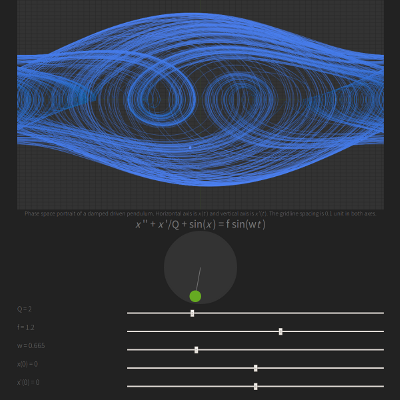 Phase space portrait of a damped driven pendulum. Horizontal axis is x(t) and vertical axis is x'(t). The gridline spacing is 0.1 unit in both axes.
x'' + x'/Q + sin(x) = f sin(wt)
Q = 2
f = 1.2
w = 0.665
x(0) = 0
x'(0) = 0